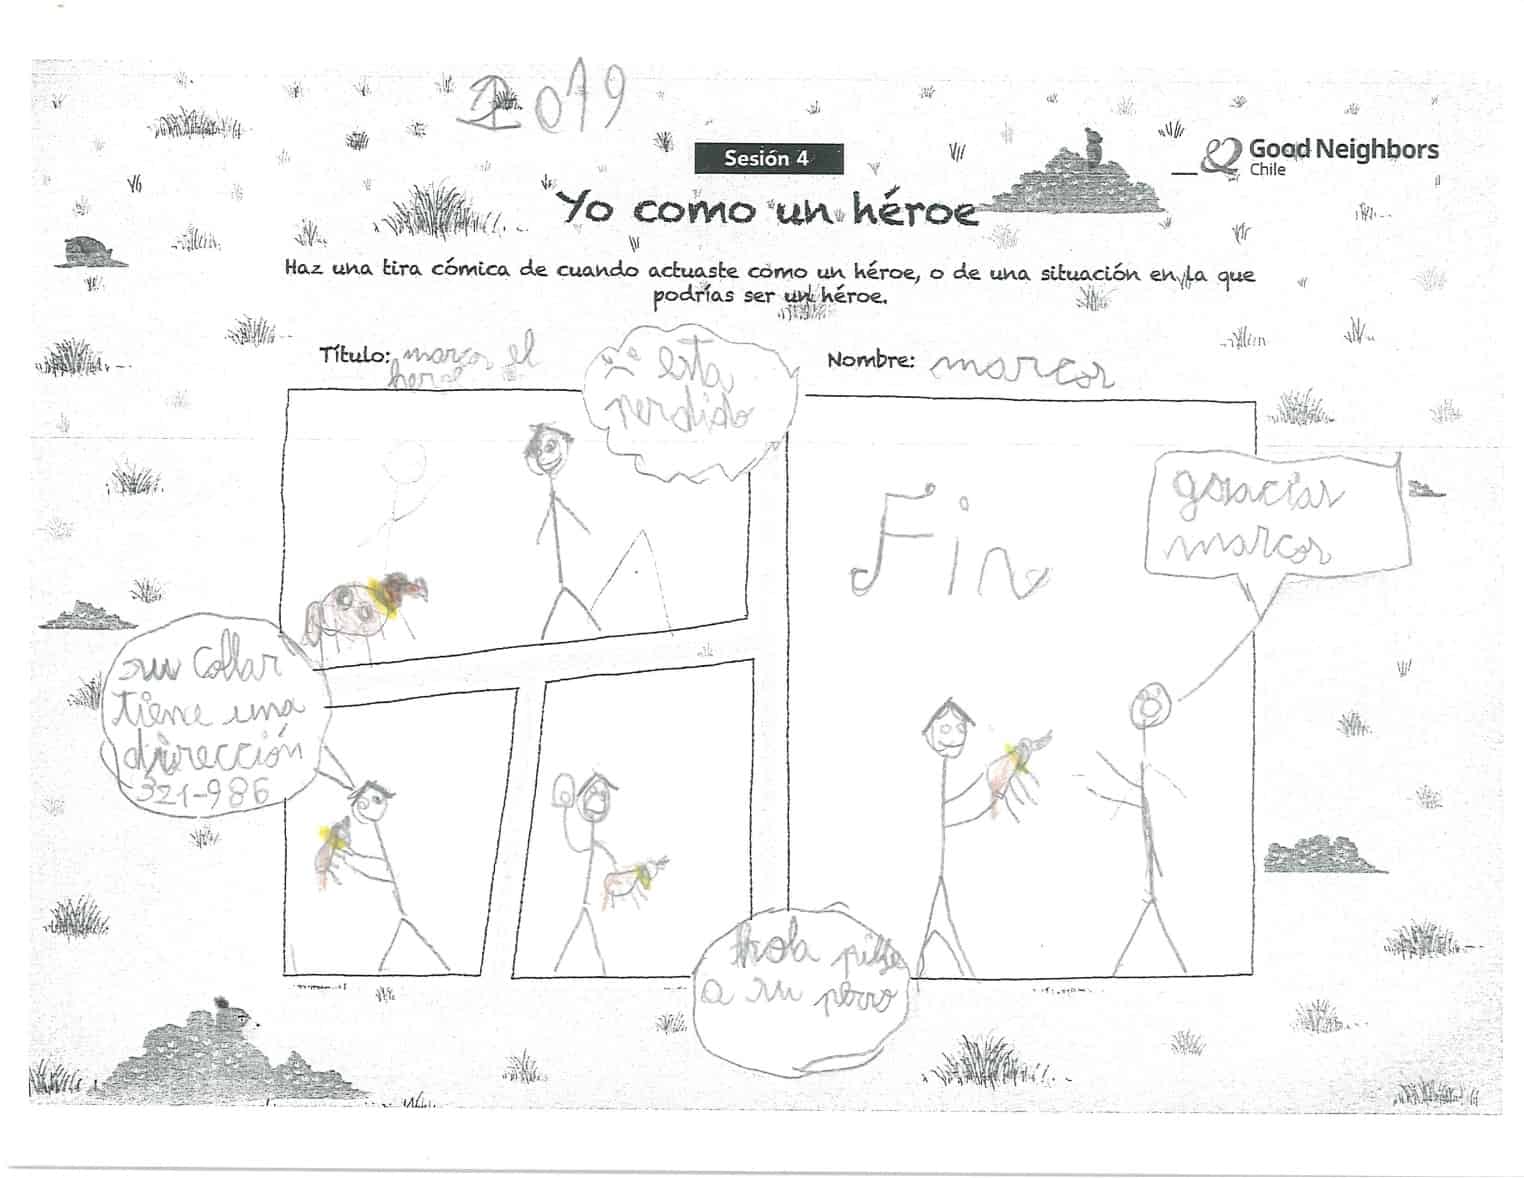 2019
Sesión 4
Good Neighbors
Chile
Yo como un héroe
Haz una tira cómica de cuando actuaste como un héroe, o de una situación en la que
podrías ser un héroe.
Título: marcos el
heroe
Nombre: marcos
esta
perdido
su collar
tiene una
dirección
321-986
hola pille
a su perro
Fin
gracias
marcos